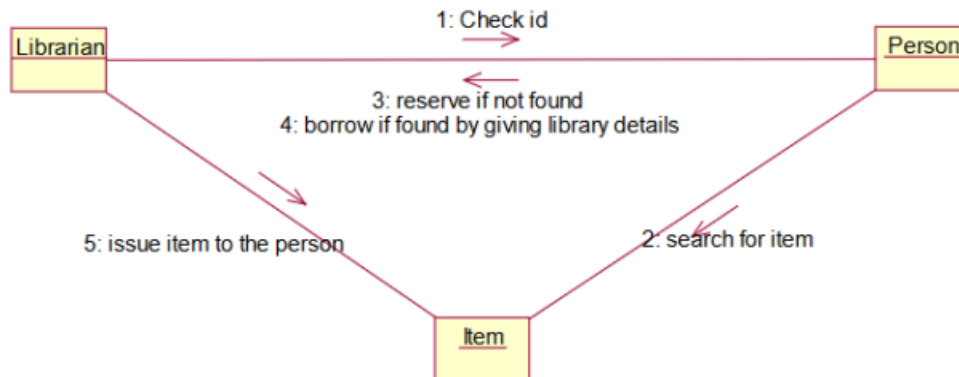 1: Check id
Librarian
Person
3: reserve if not found
4: borrow if found by giving library details
5: issue item to the person
2: search for item
Item